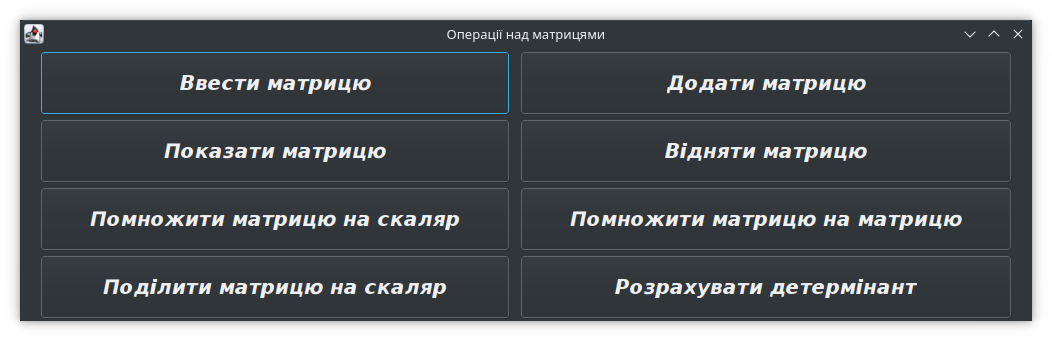 Операції над матрицями
Ввести матрицю
Додати матрицю
Показати матрицю
Відняти матрицю
Помножити матрицю на скаляр
Помножити матрицю на матрицю
Поділити матрицю на скаляр
Розрахувати детермінант